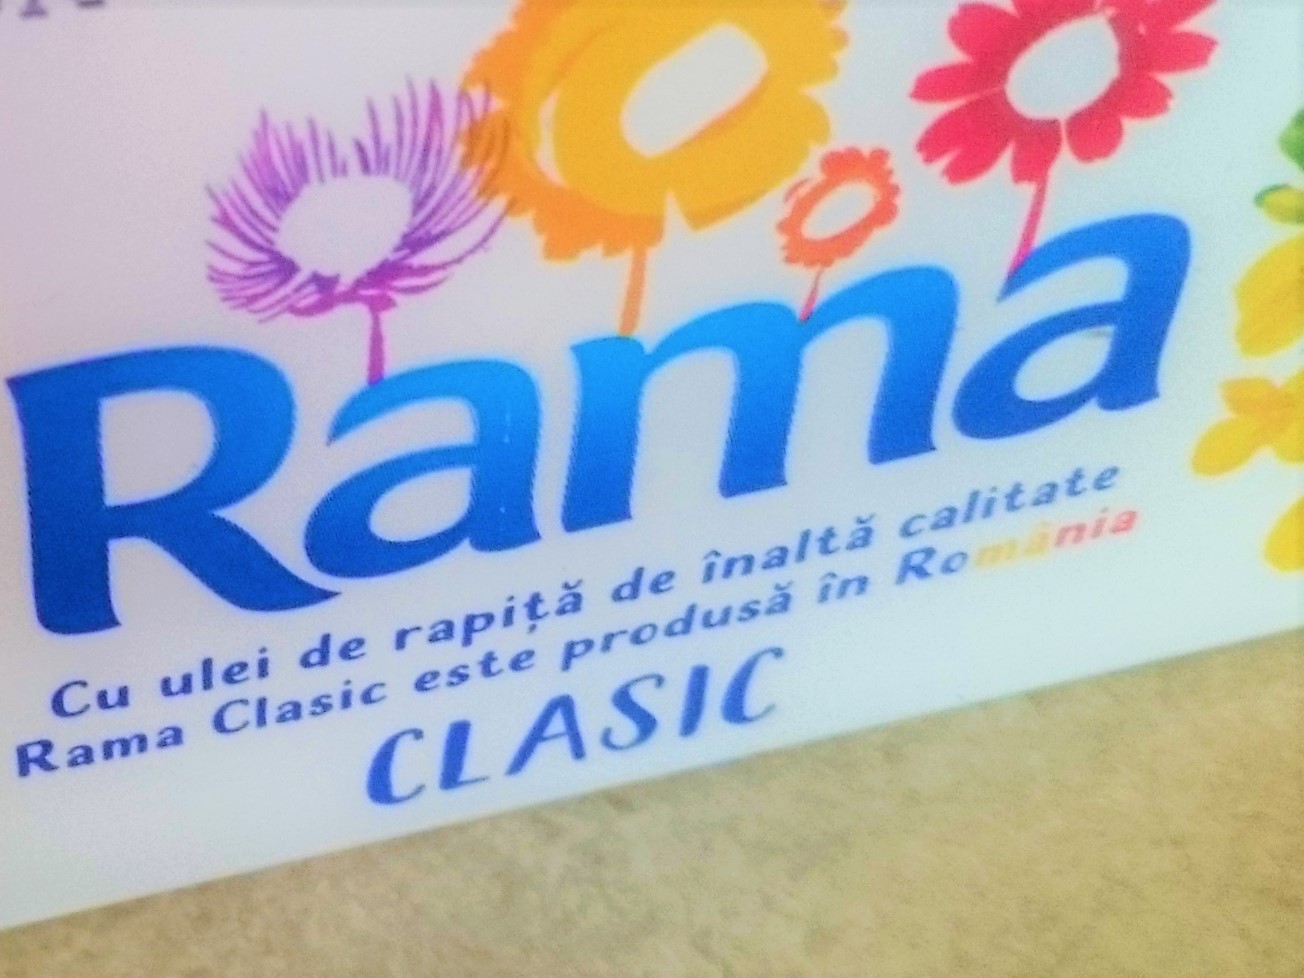 Rama
Cu ulei de rapiță de înaltă calitate
Rama Clasic este produsă în România
CLASIC